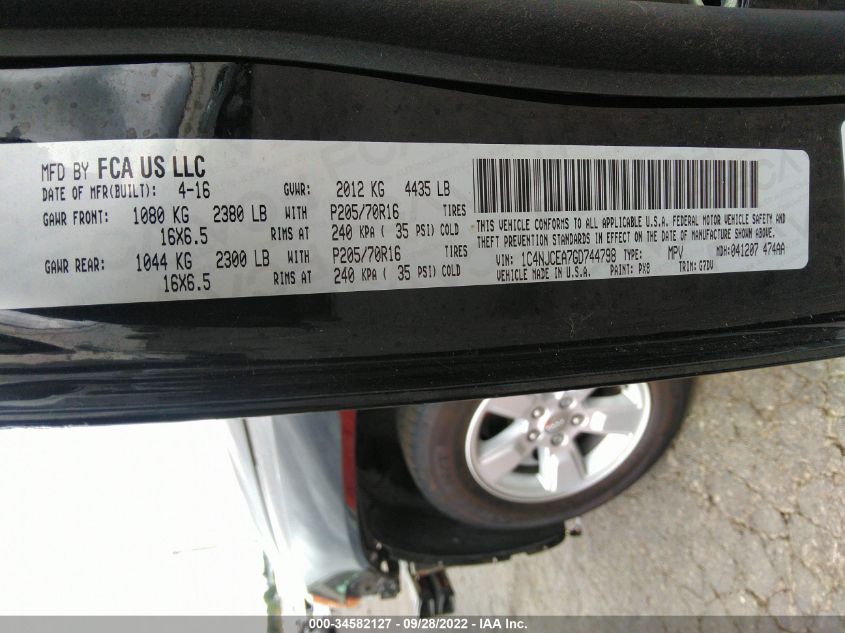 MFD BY FCA US LLC
DATE OF MFR(BUILT): 4-16 GVWR: 2012 KG 4435 LB
GAWR FRONT: 1080 KG 2380 LB WITH P205/70R16 TIRES
16X6.5 RIMS AT 240 KPA ( 35 PSI) COLD
GAWR REAR: 1044 KG 2300 LB WITH P205/70R16 TIRES
16X6.5 RIMS AT 240 KPA ( 35 PSI) COLD
THIS VEHICLE CONFORMS TO ALL APPLICABLE U.S.A. FEDERAL MOTOR VEHICLE SAFETY AND
THEFT PREVENTION STANDARDS IN EFFECT ON THE DATE OF MANUFACTURE SHOWN ABOVE.
VIN: 1C4NJCEA7GD744798 TYPE: MPV MDH:041207 474AA
VEHICLE MADE IN U.S.A. PAINT: PX8 TRIM: G7DV
000-34582127 - 09/28/2022 - IAA Inc.